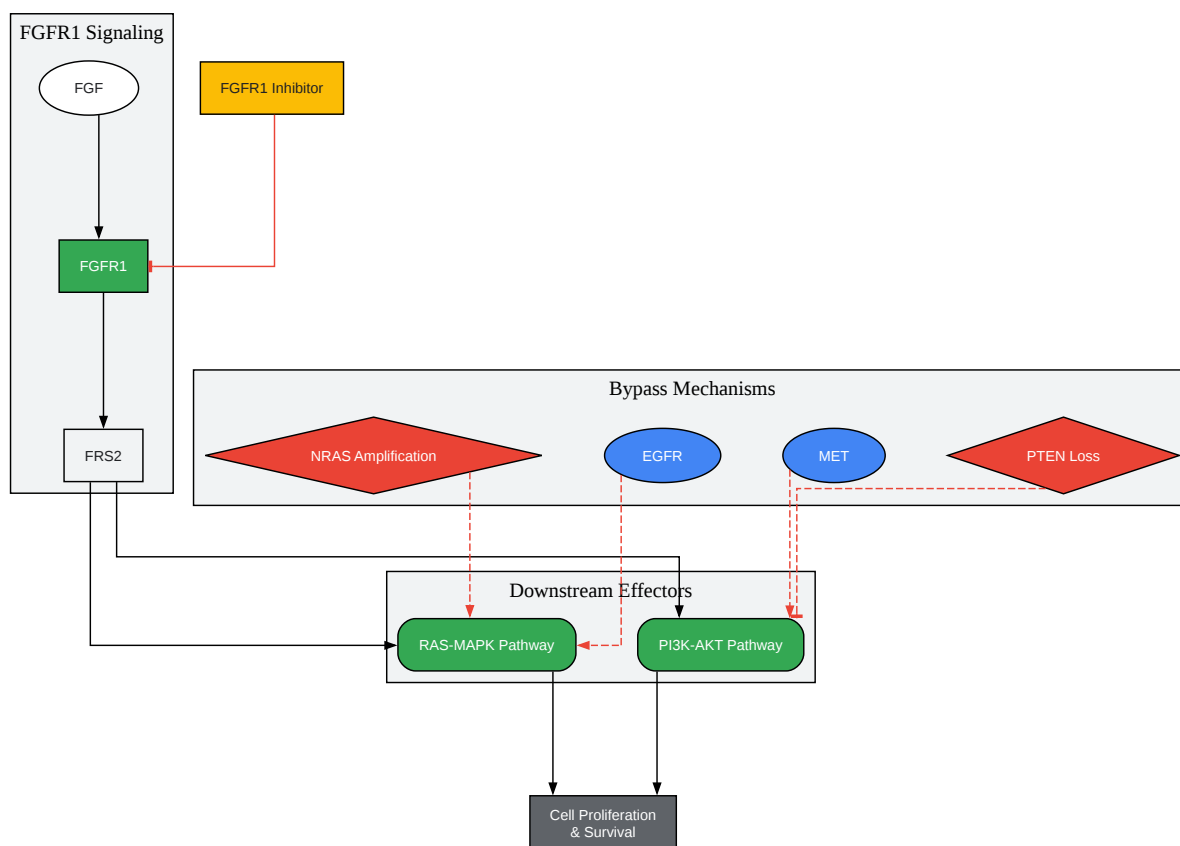 FGFR1 Signaling
FGF
FGFR1 Inhibitor
FGFR1
Bypass Mechanisms
FRS2
NRAS Amplification
EGFR
MET
PTEN Loss
Downstream Effectors
RAS-MAPK Pathway
PI3K-AKT Pathway
Cell Proliferation
& Survival